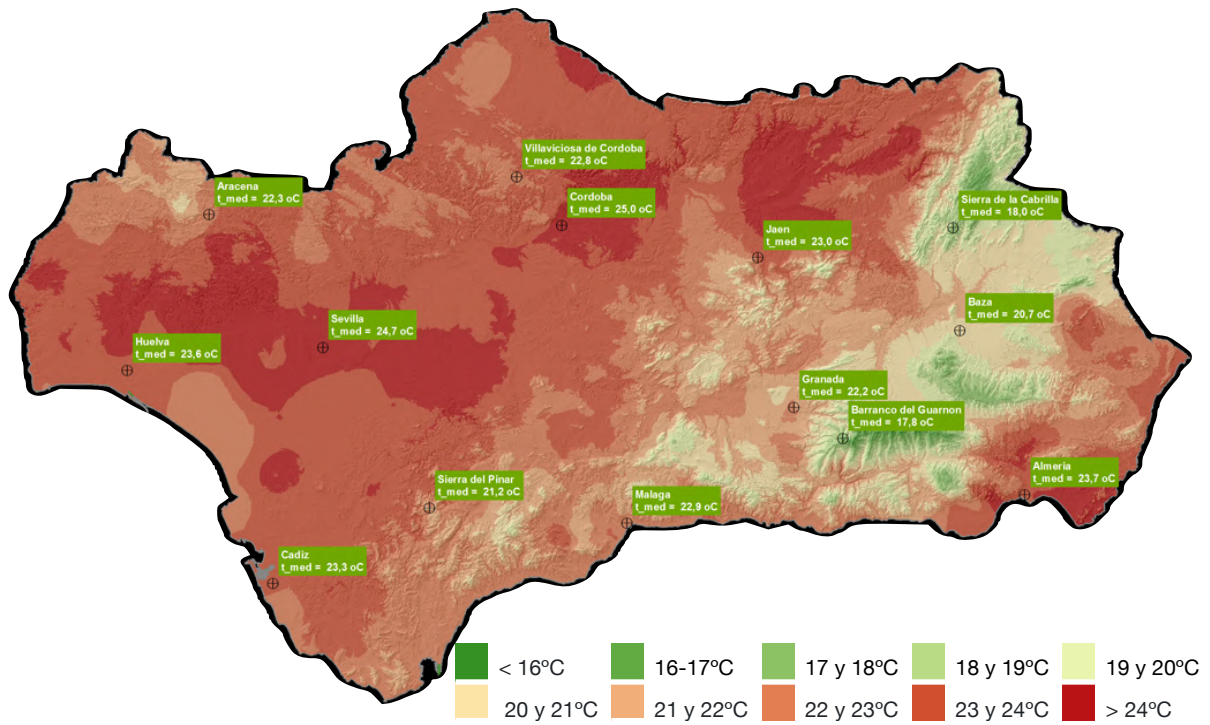 Villaviciosa de Cordoba
t_med = 22,8 oC
Aracena
t_med = 22,3 oC
Cordoba
t_med = 25,0 oC
Sierra de la Cabrilla
t_med = 18,0 oC
Jaen
t_med = 23,0 oC
Baza
t_med = 20,7 oC
Sevilla
t_med = 24,7 oC
Huelva
t_med = 23,6 oC
Granada
t_med = 22,2 oC
Barranco del Guarnon
t_med = 17,8 oC
Almeria
t_med = 23,7 oC
Sierra del Pinar
t_med = 21,2 oC
Malaga
t_med = 22,9 oC
Cadiz
t_med = 23,3 oC
< 16ºC
16-17ºC
17 y 18ºC
18 y 19ºC
19 y 20ºC
20 y 21ºC
21 y 22ºC
22 y 23ºC
23 y 24ºC
> 24ºC